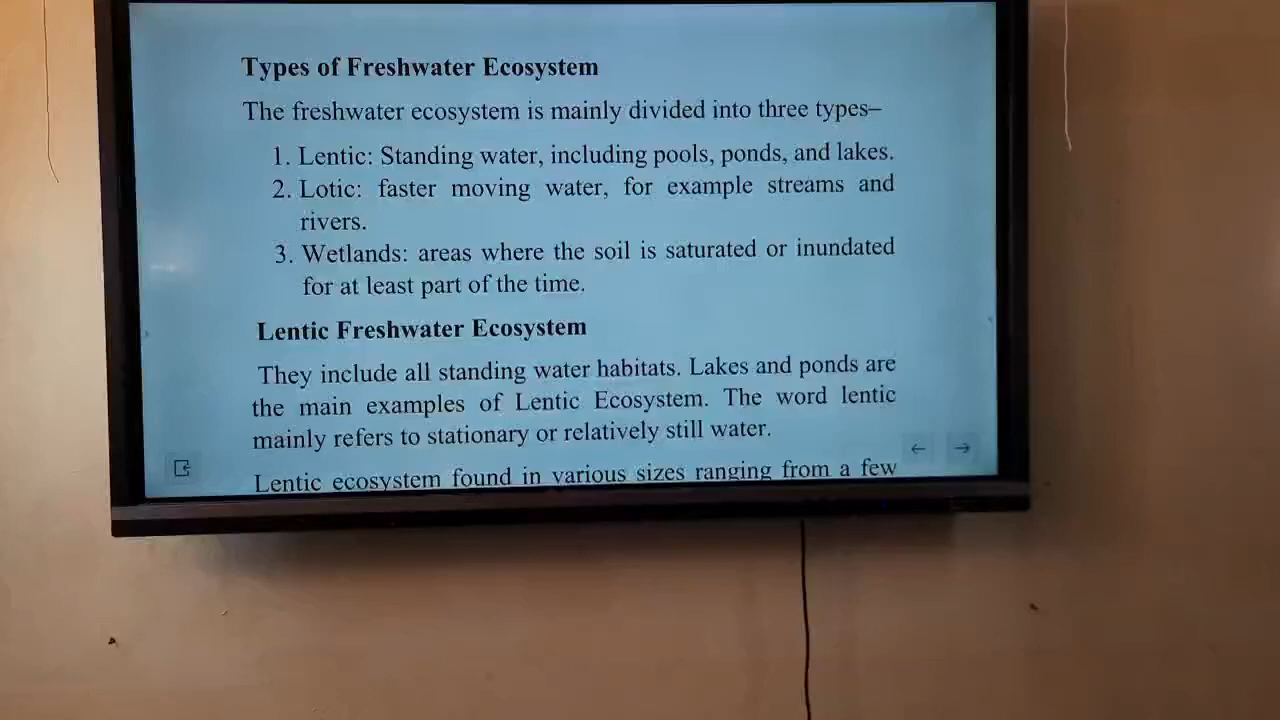 Types of Freshwater Ecosystem
The freshwater ecosystem is mainly divided into three types–
1. Lentic: Standing water, including pools, ponds, and lakes.
2. Lotic: faster moving water, for example streams and
rivers.
3. Wetlands: areas where the soil is saturated or inundated
for at least part of the time.
Lentic Freshwater Ecosystem
They include all standing water habitats. Lakes and ponds are
the main examples of Lentic Ecosystem. The word lentic
mainly refers to stationary or relatively still water.
Lentic ecosystem found in various sizes ranging from a few